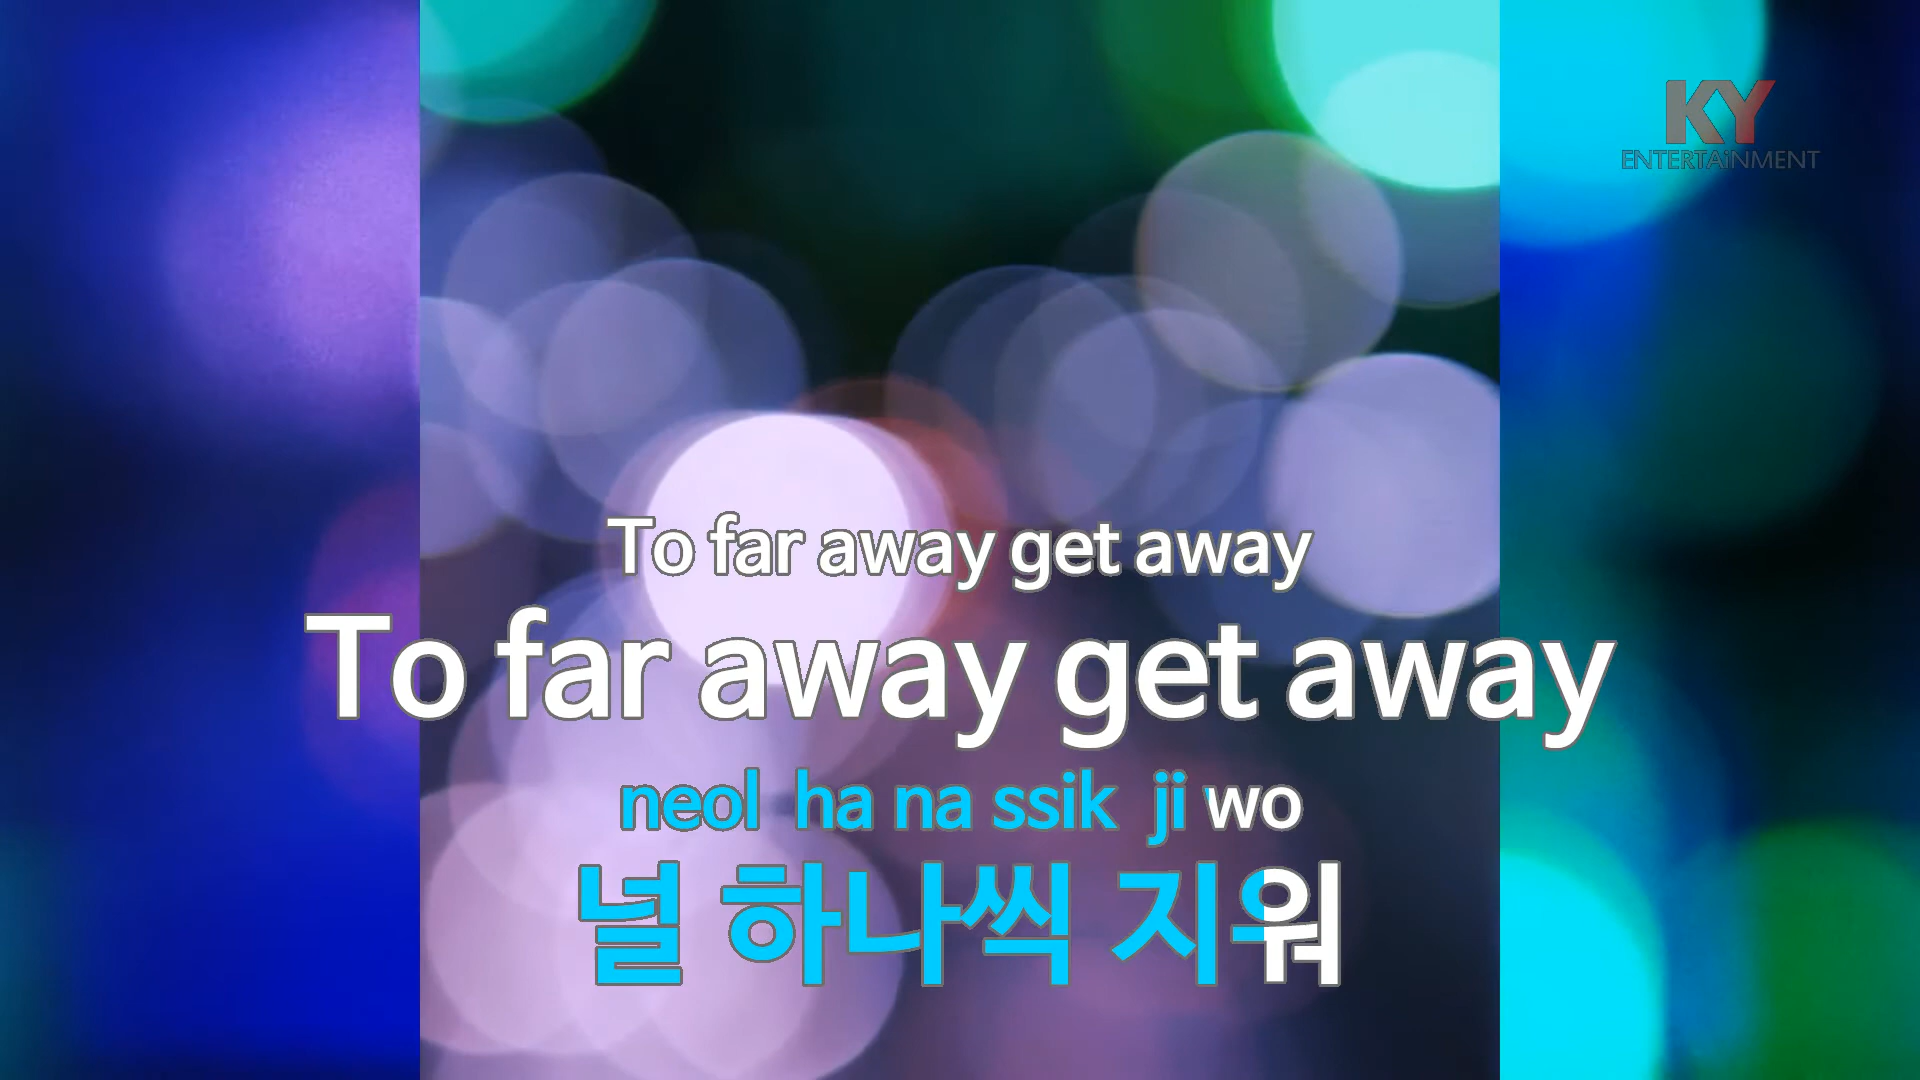 KY
ENTERTAiNMENT
To far away get away
To far away get away
neol ha na ssik ji wo
널 하나씩 지워